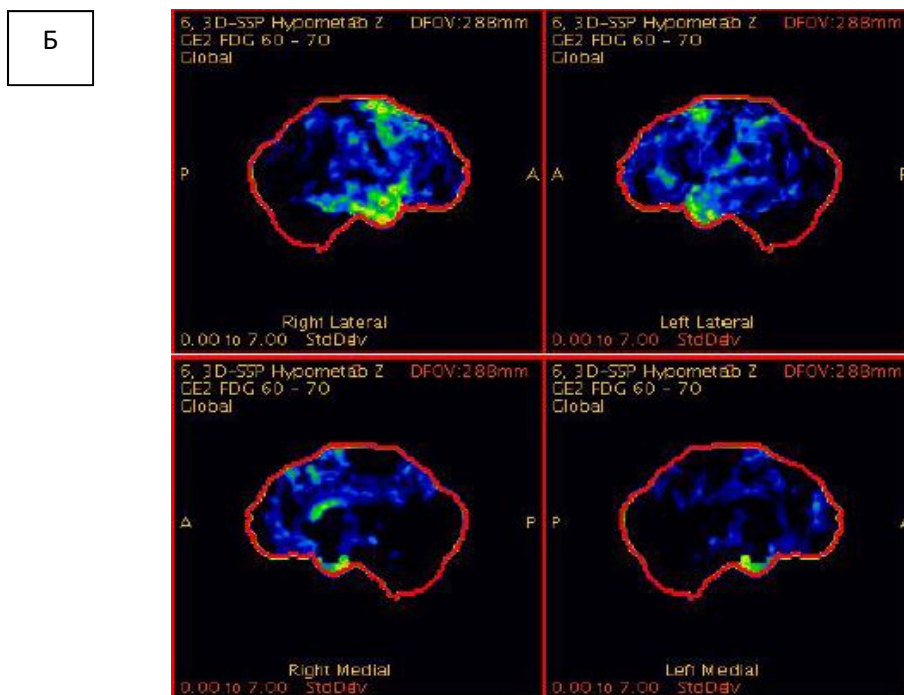 Б
6, 3D-SSP Hypometab Z DFOV:288mm
GE2 FDG 60 - 70
Global
P
A
Right Lateral
0.00 to 7.00 StdDev
6, 3D-SSP Hypometab Z DFOV:288mm
GE2 FDG 60 - 70
Global
A
Left Lateral
0.00 to 7.00 StdDev
6, 3D-SSP Hypometab Z DFOV:288mm
GE2 FDG 60 - 70
Global
A
P
Right Medial
0.00 to 7.00 StdDev
6, 3D-SSP Hypometab Z DFOV:288mm
GE2 FDG 60 - 70
Global
P
Left Medial
0.00 to 7.00 StdDev